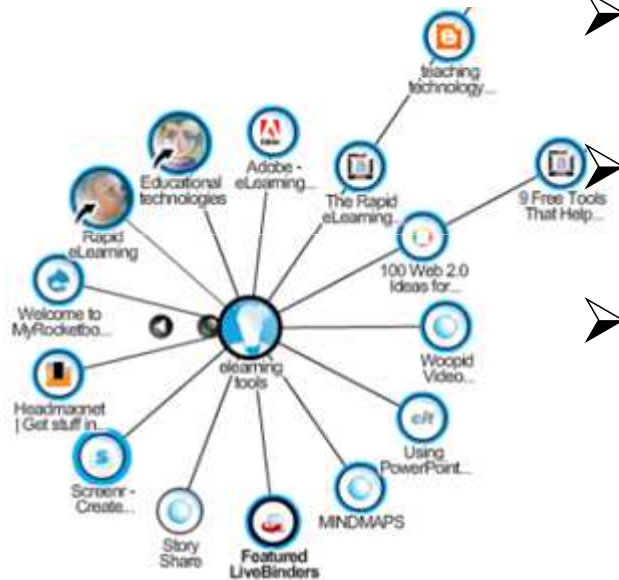 teaching
technology...
Adobe -
eLearning...
Educational
technologies
The Rapid
eLearning...
9 Free Tools
That Help...
Rapid
eLearning
100 Web 2.0
Ideas for...
Welcome to
MyRocketbo...
elearning
tools
Woopid
Video...
Headmagnet
| Get stuff in...
elt
Using
PowerPoint...
S
Screenr -
Create...
MINDMAPS
Story
Share
Featured
LiveBinders